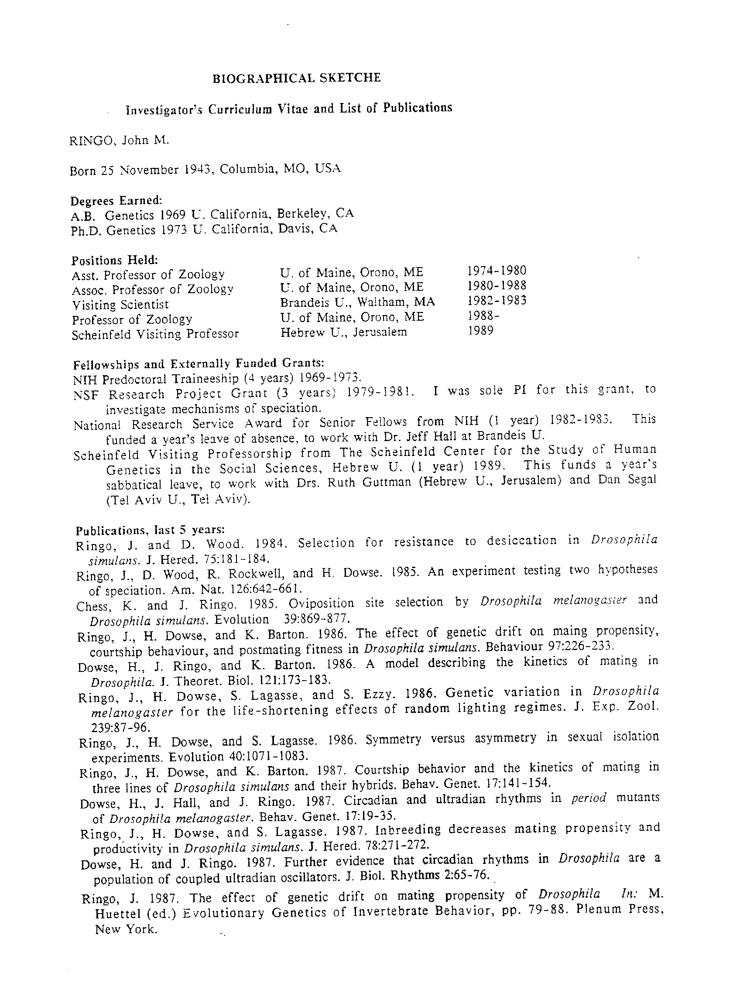 BIOGRAPHICAL SKETCHE
Investigator's Curriculum Vitae and List of Publications
RINGO, John M.
Born 25 November 1943, Columbia, MO, USA
Degrees Earned:
A.B. Genetics 1969 U. California, Berkeley, CA
Ph.D. Genetics 1973 U. California, Davis, CA
Positions Held:
Asst. Professor of Zoology U. of Maine, Orono, ME 1974-1980
Assoc. Professor of Zoology U. of Maine, Orono, ME 1980-1988
Visiting Scientist Brandeis U., Waltham, MA 1982-1983
Professor of Zoology U. of Maine, Orono, ME 1988-
Scheinfeld Visiting Professor Hebrew U., Jerusalem 1989
Fellowships and Externally Funded Grants:
NIH Predoctoral Traineeship (4 years) 1969-1973.
NSF Research Project Grant (3 years) 1979-1981. I was sole PI for this grant, to
investigate mechanisms of speciation.
National Research Service Award for Senior Fellows from NIH (1 year) 1982-1983. This
funded a year's leave of absence, to work with Dr. Jeff Hall at Brandeis U.
Scheinfeld Visiting Professorship from The Scheinfeld Center for the Study of Human
Genetics in the Social Sciences, Hebrew U. (1 year) 1989. This funds a year's
sabbatical leave, to work with Drs. Ruth Guttman (Hebrew U., Jerusalem) and Dan Segal
(Tel Aviv U., Tel Aviv).
Publications, last 5 years:
Ringo, J. and D. Wood. 1984. Selection for resistance to desiccation in Drosophila
simulans. J. Hered. 75:181-184.
Ringo, J., D. Wood, R. Rockwell, and H. Dowse. 1985. An experiment testing two hypotheses
of speciation. Am. Nat. 126:642-661.
Chess, K. and J. Ringo. 1985. Oviposition site selection by Drosophila melanogaster and
Drosophila simulans. Evolution 39:869-877.
Ringo, J., H. Dowse, and K. Barton. 1986. The effect of genetic drift on maing propensity,
courtship behaviour, and postmating fitness in Drosophila simulans. Behaviour 97:226-233.
Dowse, H., J. Ringo, and K. Barton. 1986. A model describing the kinetics of mating in
Drosophila. J. Theoret. Biol. 121:173-183.
Ringo, J., H. Dowse, S. Lagasse, and S. Ezzy. 1986. Genetic variation in Drosophila
melanogaster for the life-shortening effects of random lighting regimes. J. Exp. Zool.
239:87-96.
Ringo, J., H. Dowse, and S. Lagasse. 1986. Symmetry versus asymmetry in sexual isolation
experiments. Evolution 40:1071-1083.
Ringo, J., H. Dowse, and K. Barton. 1987. Courtship behavior and the kinetics of mating in
three lines of Drosophila simulans and their hybrids. Behav. Genet. 17:141-154.
Dowse, H., J. Hall, and J. Ringo. 1987. Circadian and ultradian rhythms in period mutants
of Drosophila melanogaster. Behav. Genet. 17:19-35.
Ringo, J., H. Dowse, and S. Lagasse. 1987. Inbreeding decreases mating propensity and
productivity in Drosophila simulans. J. Hered. 78:271-272.
Dowse, H. and J. Ringo. 1987. Further evidence that circadian rhythms in Drosophila are a
population of coupled ultradian oscillators. J. Biol. Rhythms 2:65-76.
Ringo, J. 1987. The effect of genetic drift on mating propensity of Drosophila In: M.
Huettel (ed.) Evolutionary Genetics of Invertebrate Behavior, pp. 79-88. Plenum Press,
New York.